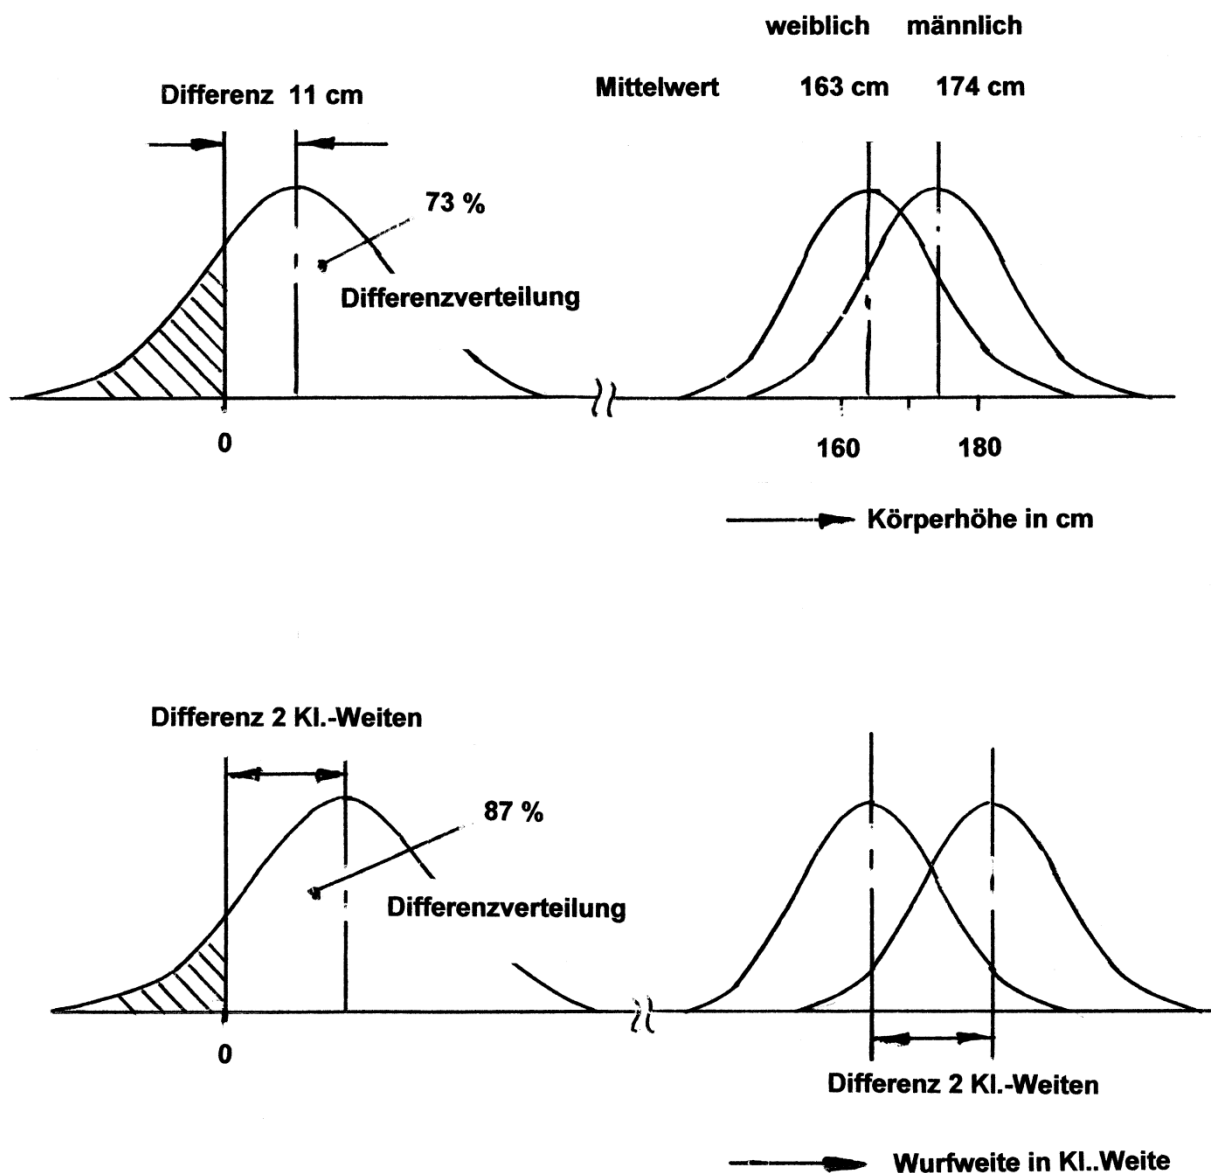 weiblich männlich
Differenz 11 cm
Mittelwert 163 cm 174 cm
73 %
Differenzverteilung
0
160 180
Körperhöhe in cm
Differenz 2 Kl.-Weiten
87 %
Differenzverteilung
0
Differenz 2 Kl.-Weiten
Wurfweite in Kl..Weite